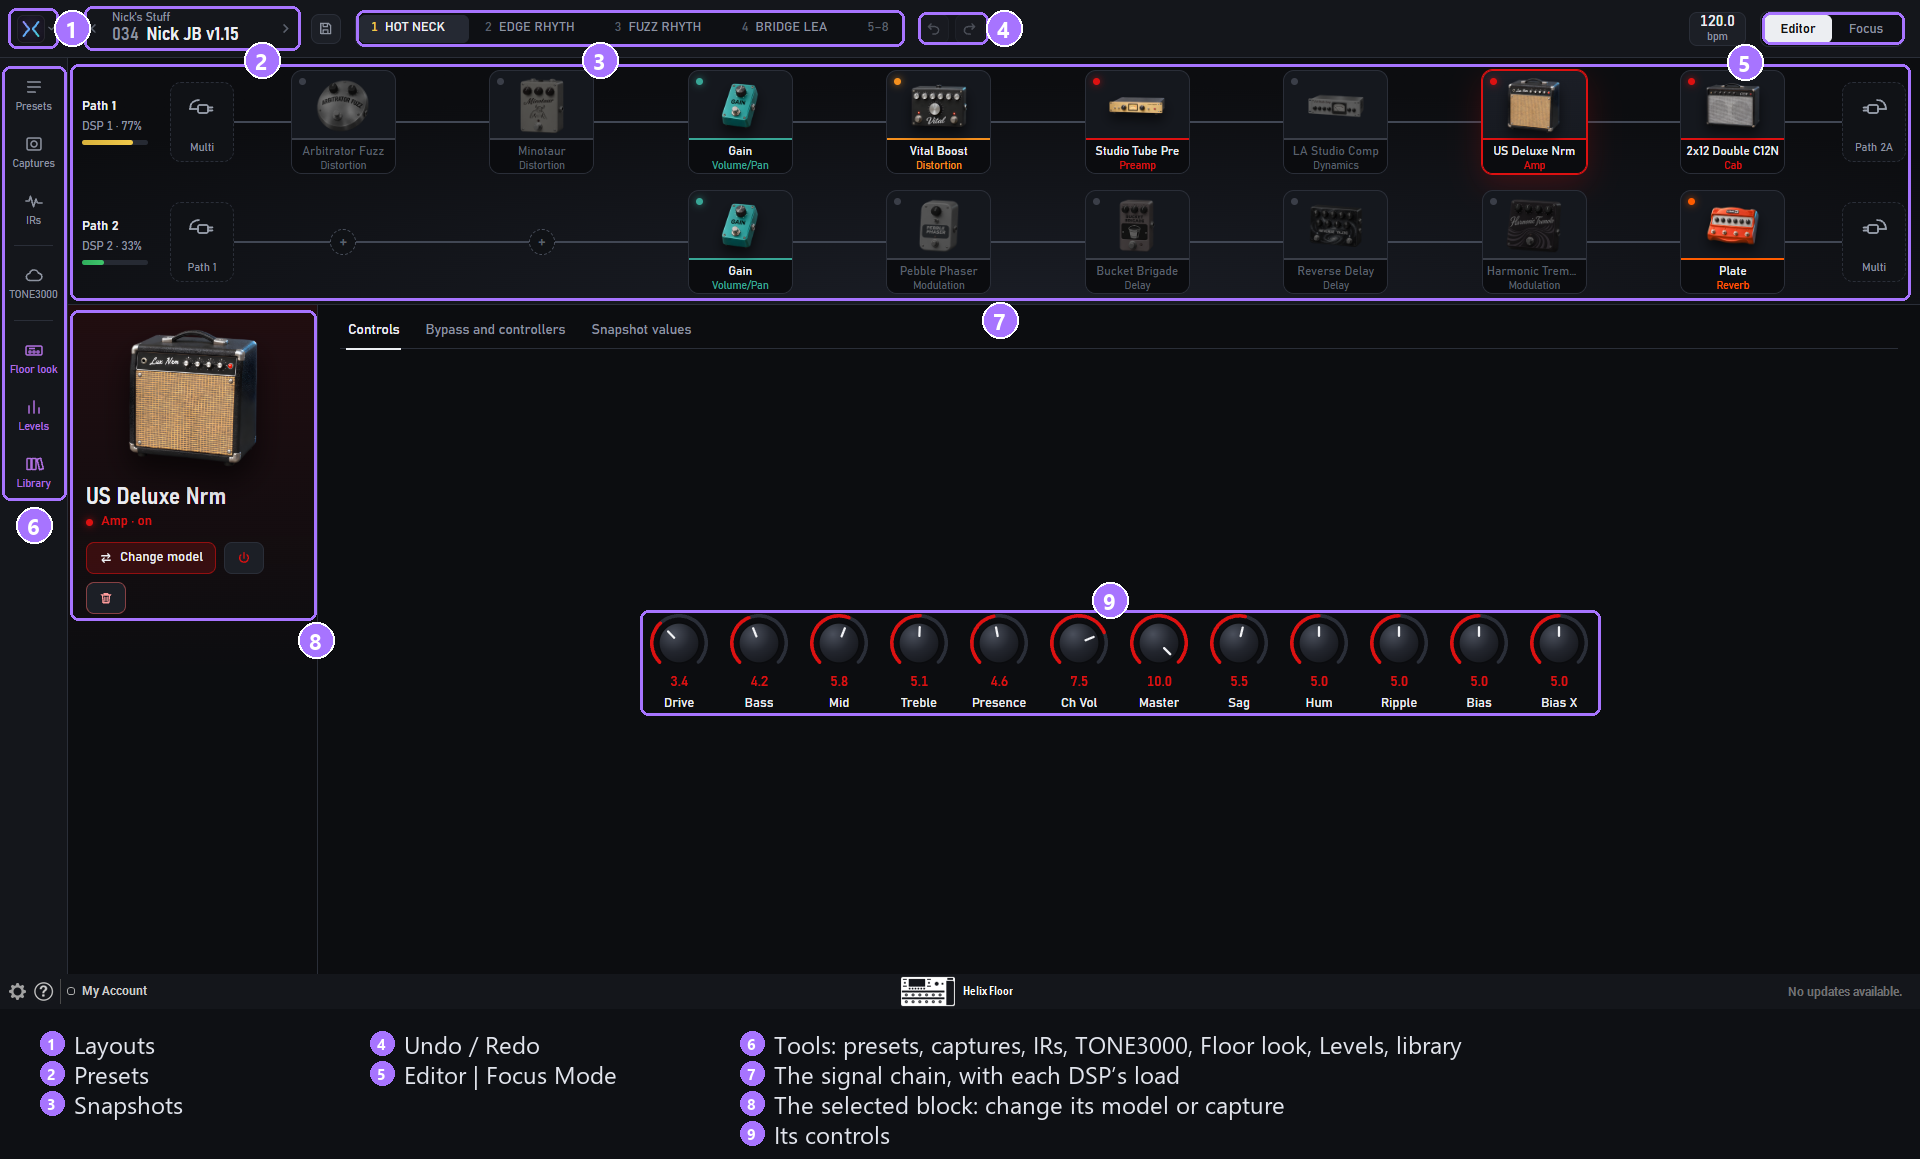 1
Nick's Stuff
034 Nick JB v1.15
2
1 HOT NECK
2 EDGE RHYTH
3 FUZZ RHYTH
4 BRIDGE LEA
5-8
3
4
120.0
bpm
Editor
Focus
5
Presets
Captures
IRs
TONE3000
Floor look
Levels
Library
6
Path 1
DSP 1 · 77%
Multi
Arbitrator Fuzz
Distortion
Minotaur
Distortion
Gain
Volume/Pan
Vital Boost
Distortion
Studio Tube Pre
Preamp
LA Studio Comp
Dynamics
US Deluxe Nrm
Amp
2x12 Double C12N
Cab
Path 2A
Path 2
DSP 2 · 33%
Path 1
Gain
Volume/Pan
Pebble Phaser
Modulation
Bucket Brigade
Delay
Reverse Delay
Delay
Harmonic Trem...
Modulation
Plate
Reverb
Multi
7
Lux Nrm
US Deluxe Nrm
Amp · on
Change model
8
Controls
Bypass and controllers
Snapshot values
9
3.4
4.2
5.8
5.1
4.6
7.5
10.0
5.5
5.0
5.0
5.0
5.0
Drive
Bass
Mid
Treble
Presence
Ch Vol
Master
Sag
Hum
Ripple
Bias
Bias X
My Account
Helix Floor
No updates available.
1 Layouts
2 Presets
3 Snapshots
4 Undo / Redo
5 Editor | Focus Mode
6 Tools: presets, captures, IRs, TONE3000, Floor look, Levels, library
7 The signal chain, with each DSP’s load
8 The selected block: change its model or capture
9 Its controls